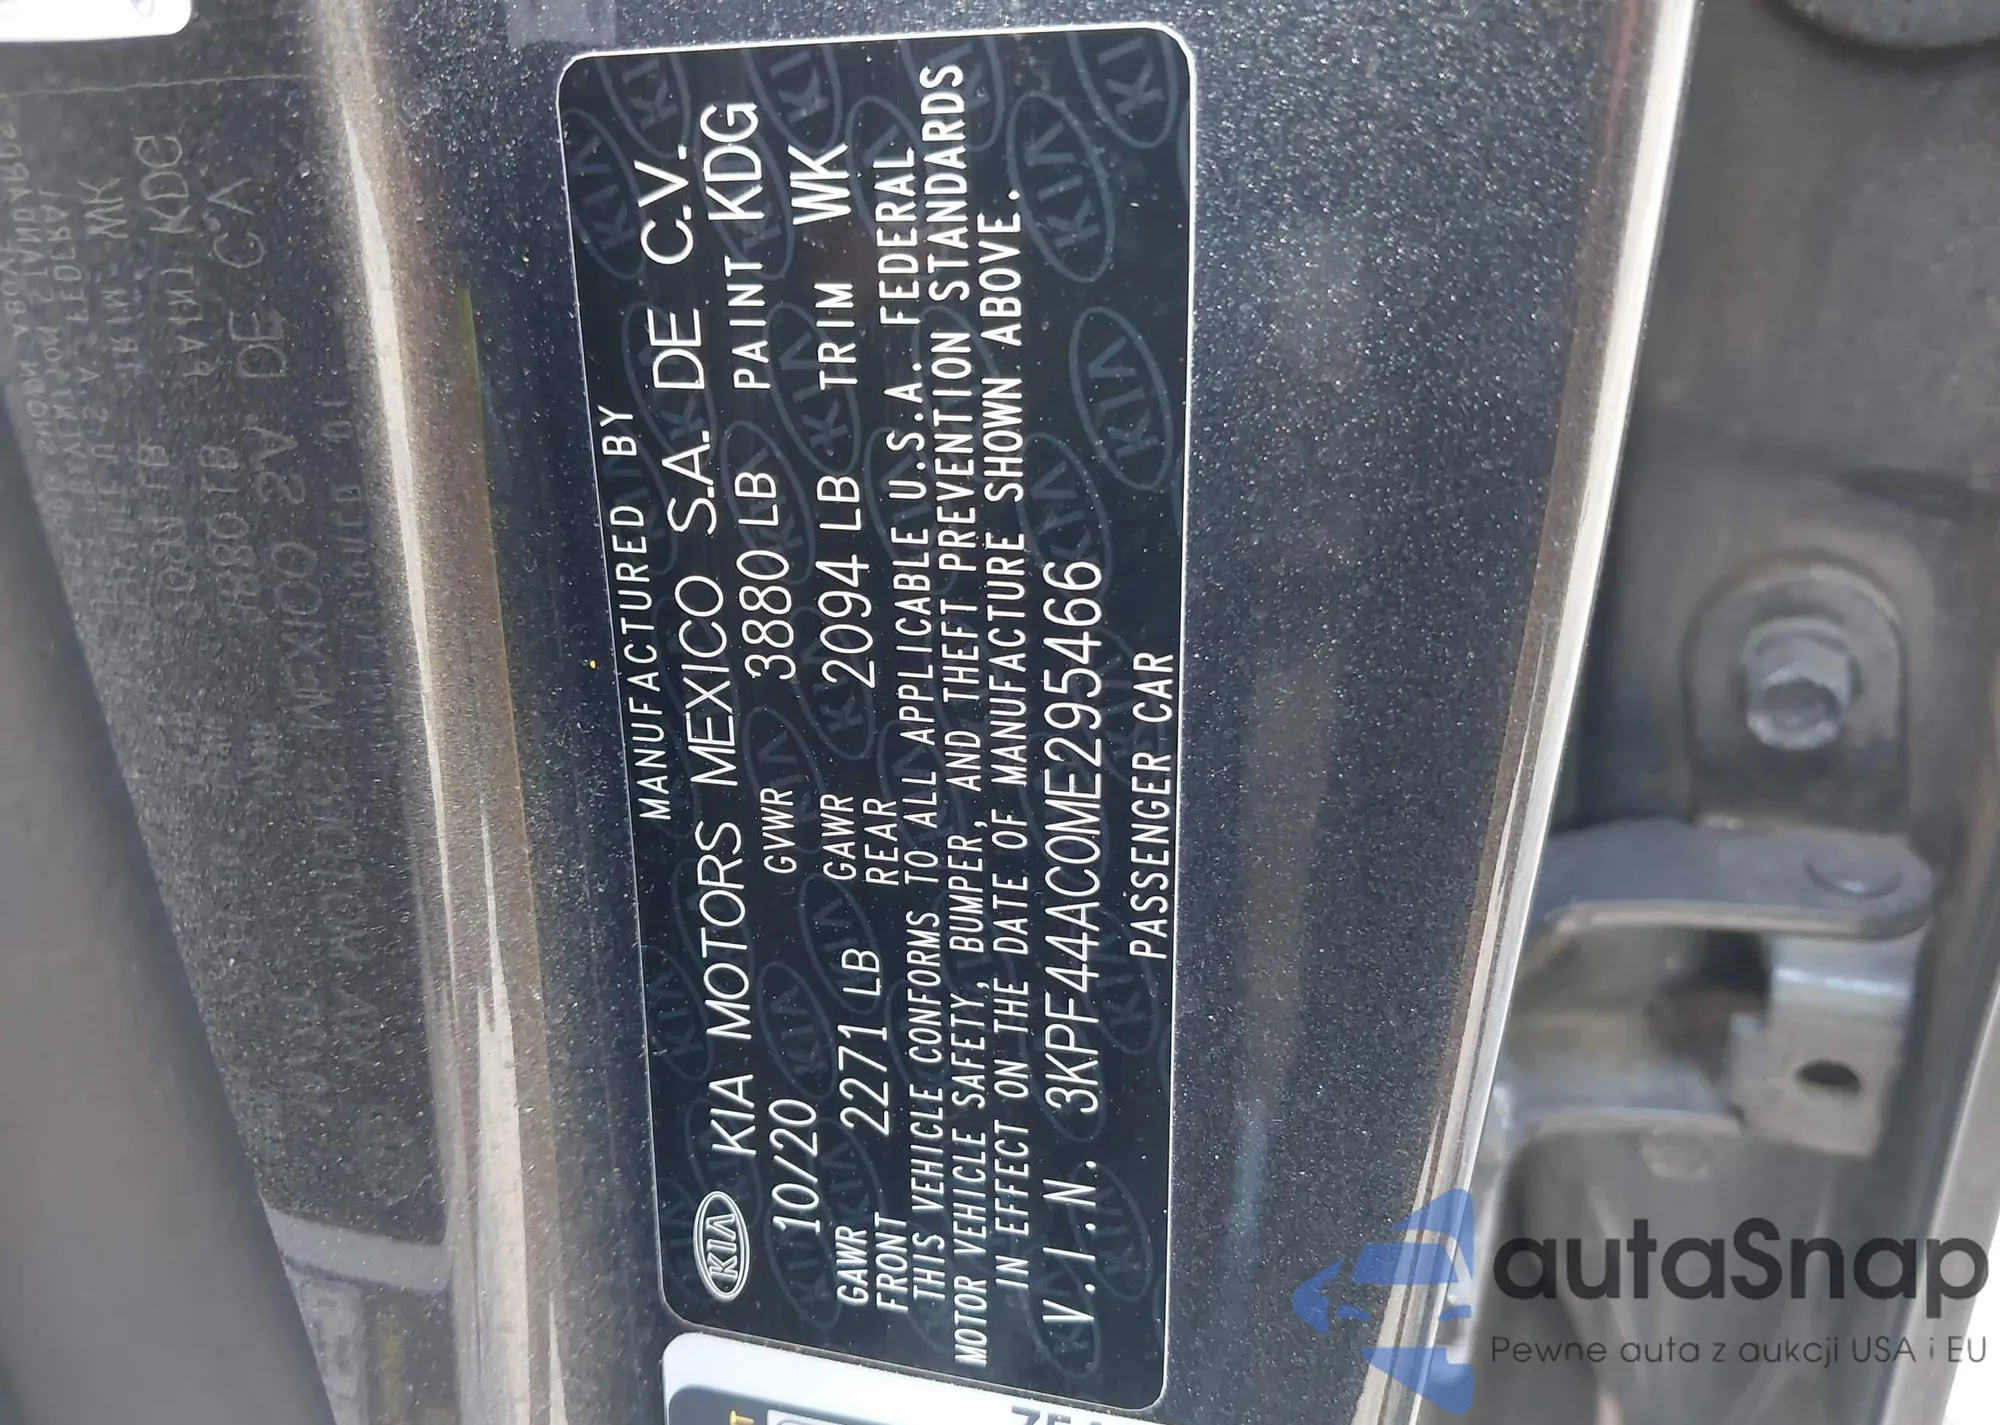 MANUFACTURED BY
KIA KIA MOTORS MEXICO S.A. DE C.V.
10/20 GVWR 3880 LB PAINT KDG
GAWR FRONT 2271 LB GAWR REAR 2094 LB TRIM WK
THIS VEHICLE CONFORMS TO ALL APPLICABLE U.S.A. FEDERAL
MOTOR VEHICLE SAFETY, BUMPER, AND THEFT PREVENTION STANDARDS
IN EFFECT ON THE DATE OF MANUFACTURE SHOWN ABOVE.
V.I.N. 3KPF44AC0ME295466
PASSENGER CAR
autoSnap
Pewne auta z aukcji USA i EU